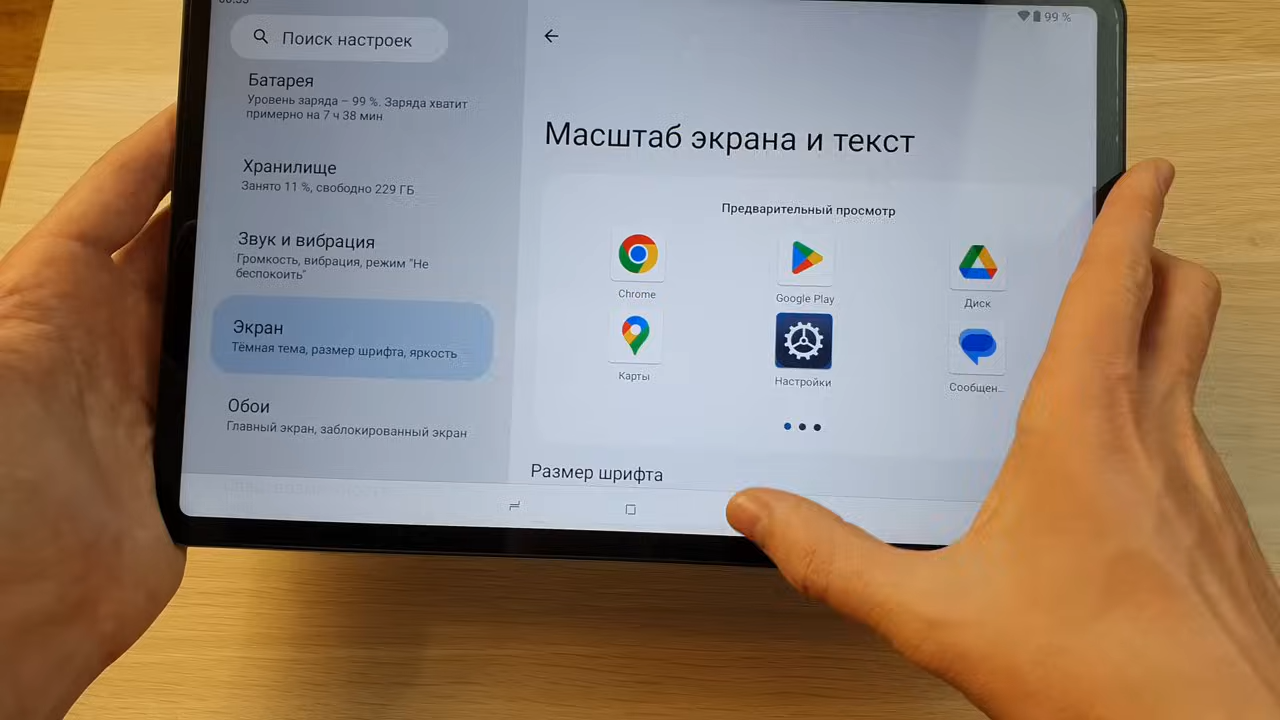 99 %
Поиск настроек
Батарея
Уровень заряда – 99 %. Заряда хватит
примерно на 7 ч 38 мин
Хранилище
Занято 11 %, свободно 229 ГБ
Звук и вибрация
Громкость, вибрация, режим "Не
беспокоить"
Экран
Тёмная тема, размер шрифта, яркость
Обои
Главный экран, заблокированный экран
Масштаб экрана и текст
Предварительный просмотр
Chrome
Google Play
Диск
Карты
Настройки
Сообщен...
Размер шрифта